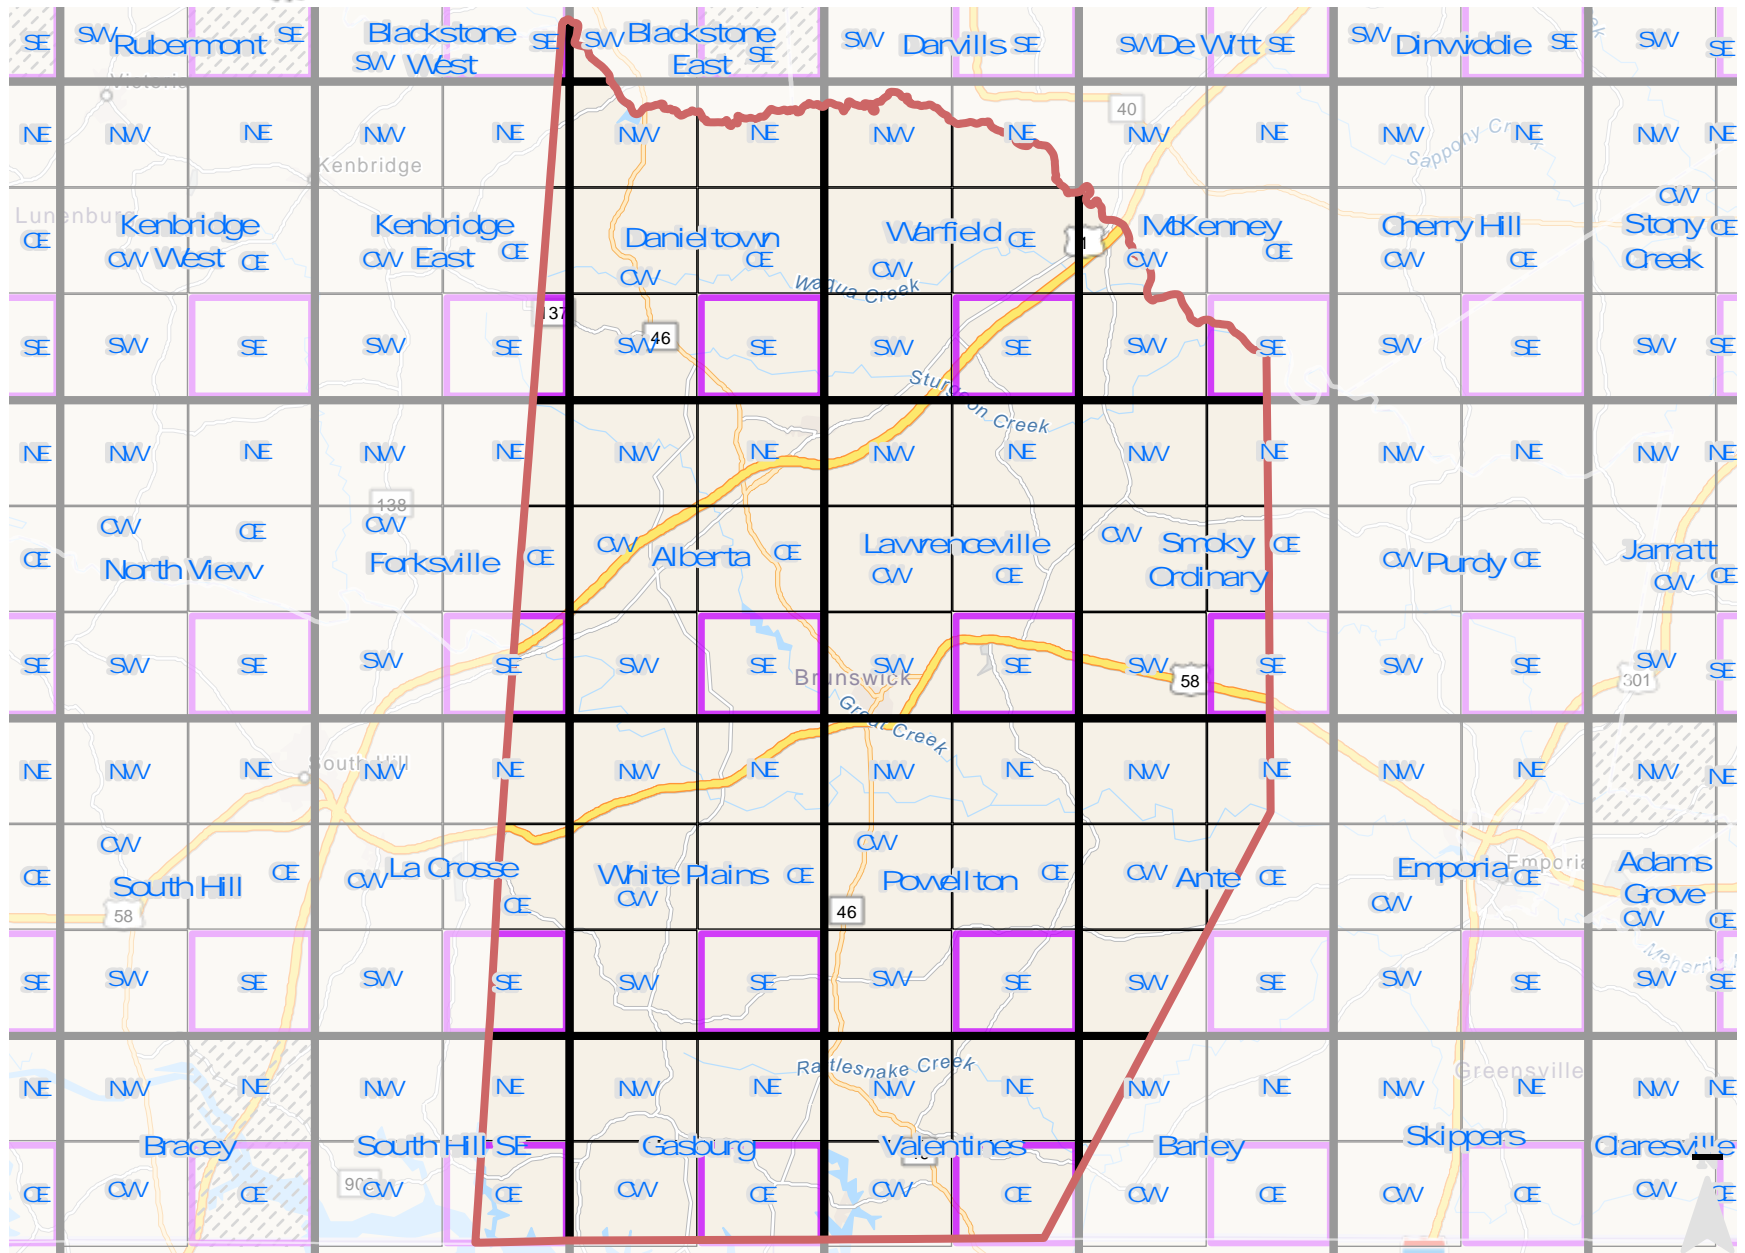 SE SW Rubermont SE Blackstone West SW SE SW Blackstone East SE SW Darvills SE SW De Witt SE SW Dinwiddie SE SW SE
Victoria
40
NE NW NE NW NE NW NE NW NE NW NE NW NE NW NE
Kenbridge
Sappony Creek
Lunenburg
CE Kenbridge West CW CE Kenbridge East CW CE Danieltown CW CE Warfield CW CE 1 McKenney CW CE Cherry Hill CW CE CW Stony Creek CE
Waqua Creek
137
46
SE SW SE SW SE SW SE SW SE SW SE SW SE SW SE
Sturgeon Creek
NE NW NE NW NE NW NE NW NE NW NE NW NE NW NE
138
CE CW North View CE CW Forksville CE CW Alberta CE Lawrenceville CW CE CW Smoky Ordinary CE CW Purdy CE Jarratt CW CE
SE SW SE SW SE SW SE SW SE SW SE SW SE SW SE
Brunswick
58
301
Great Creek
NE NW NE NW NE NW NE NW NE NW NE NW NE NW NE
South Hill
CE CW South Hill CE CW La Crosse CE White Plains CW CE CW Powellton CE CW Ante CE Emporia CW CE Adams Grove CW CE
Emporia
58
46
Meherrin
SE SW SE SW SE SW SE SW SE SW SE SW SE SW SE
Rattlesnake Creek
Greensville
NE NW NE NW NE NW NE NW NE NW NE NW NE NW NE
Bracey South Hill SE Gasburg Valentines Barley Skippers Claresville
CE CW CE 903 CW CE CW CE CW CE CW CE CW CE CW CE